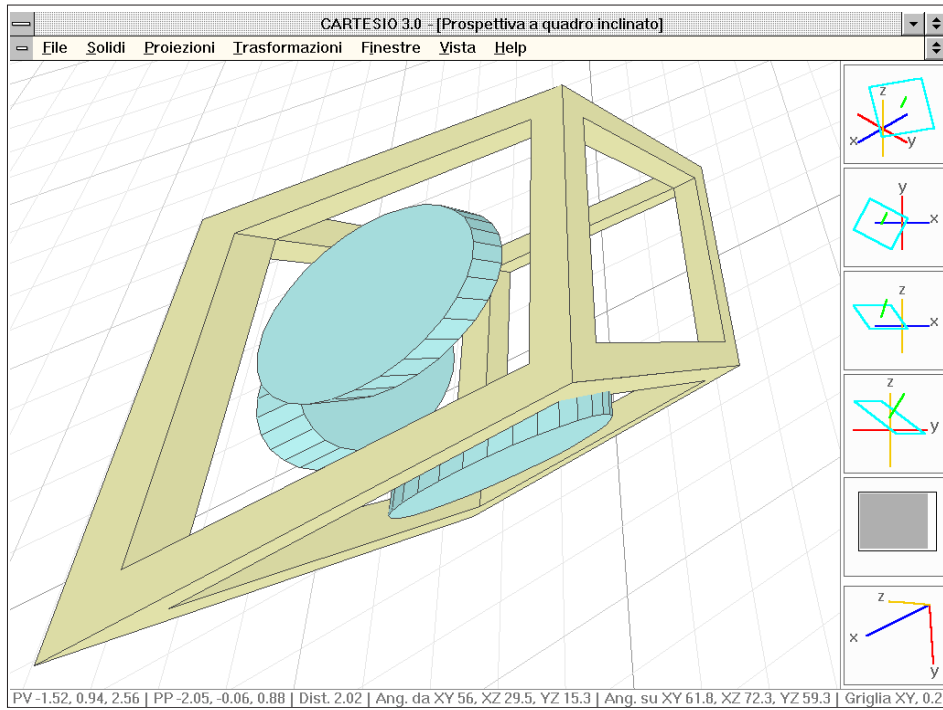 CARTESIO 3.0 - [Prospettiva a quadro inclinato]
File Solidi Proiezioni Trasformazioni Finestre Vista Help
z
x
y
y
x
z
x
z
y
z
x
y
PV -1.52, 0.94, 2.56 | PP -2.05, -0.06, 0.88 | Dist. 2.02 | Ang. da XY 56, XZ 29.5, YZ 15.3 | Ang. su XY 61.8, XZ 72.3, YZ 59.3 | Griglia XY, 0.2